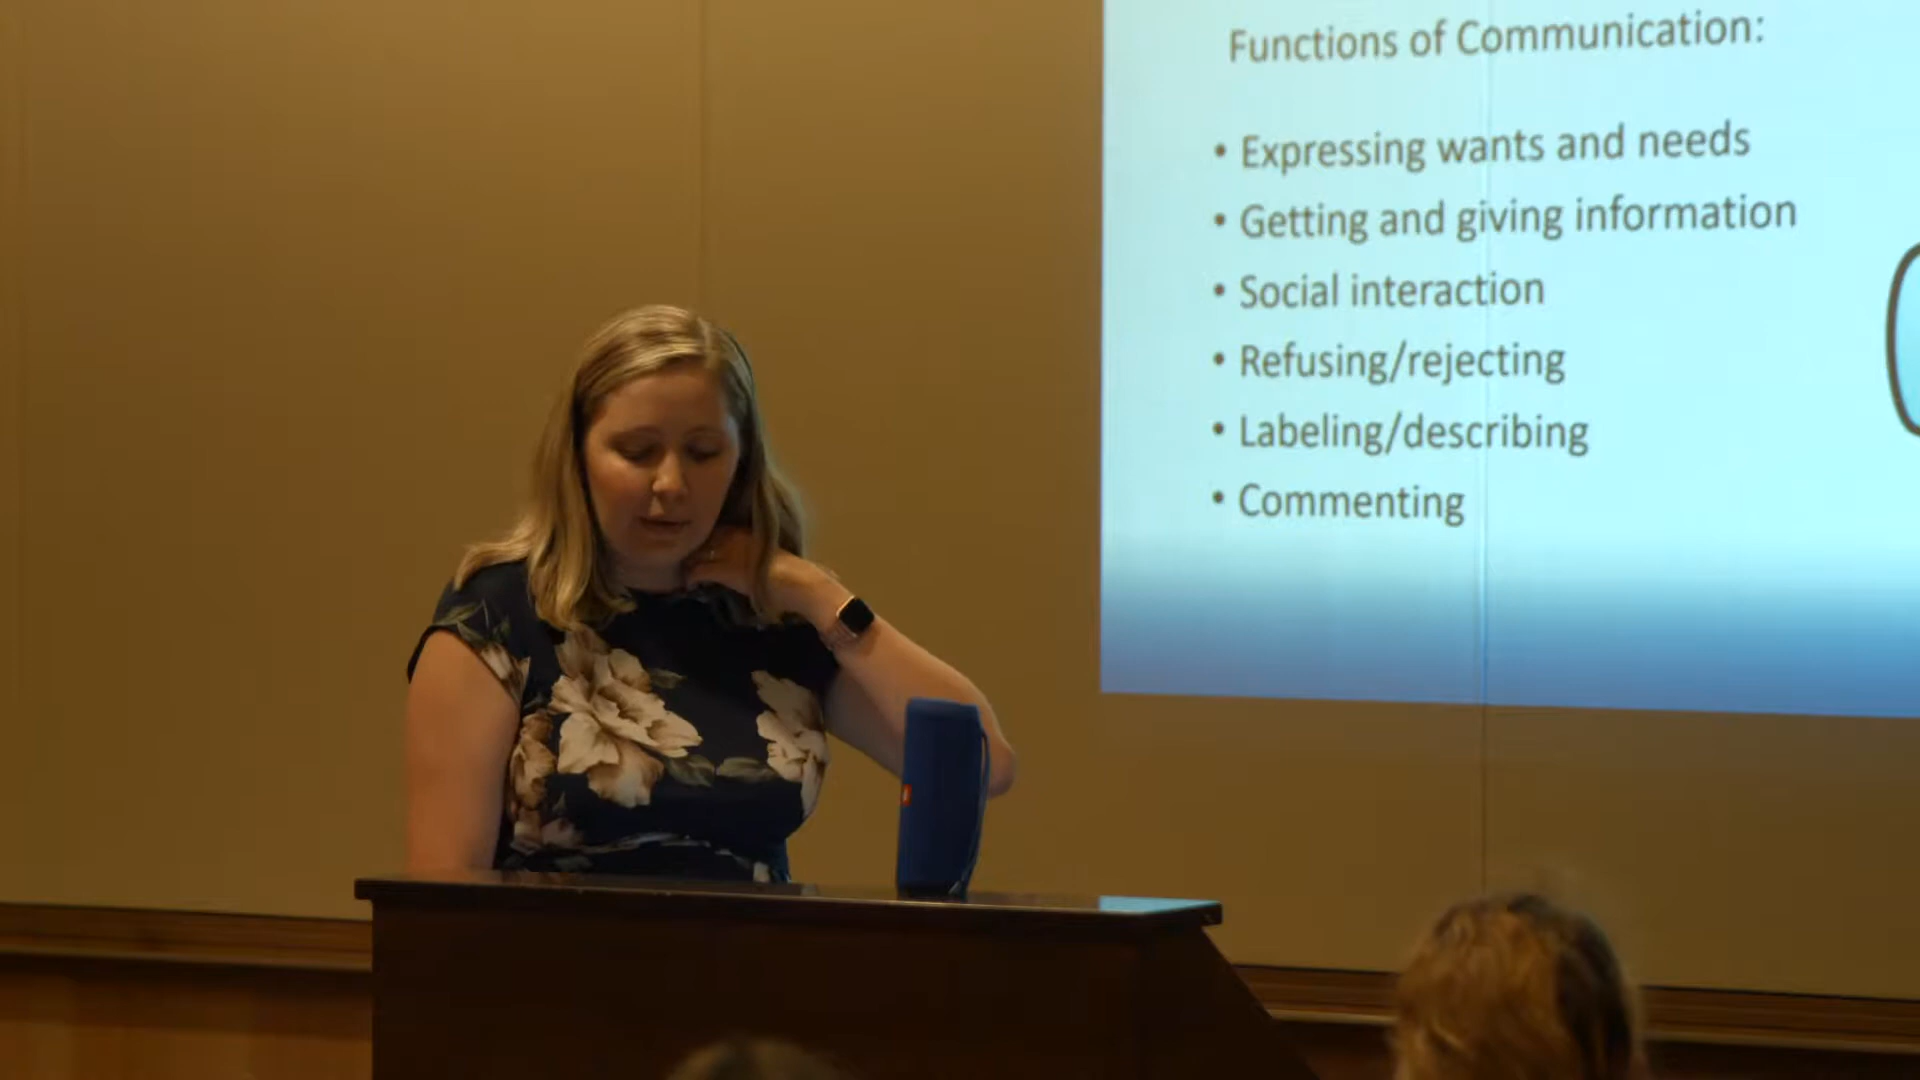 Functions of Communication:
• Expressing wants and needs
• Getting and giving information
• Social interaction
• Refusing/rejecting
• Labeling/describing
• Commenting